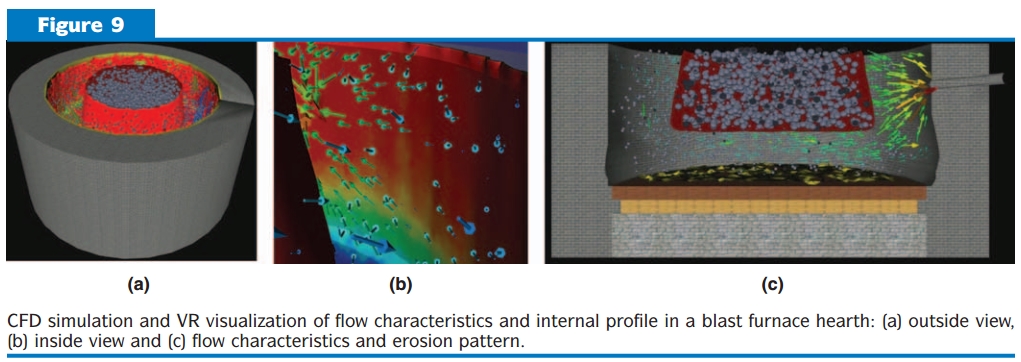 Figure 9
(a)
(b)
(c)
CFD simulation and VR visualization of flow characteristics and internal profile in a blast furnace hearth: (a) outside view,
(b) inside view and (c) flow characteristics and erosion pattern.